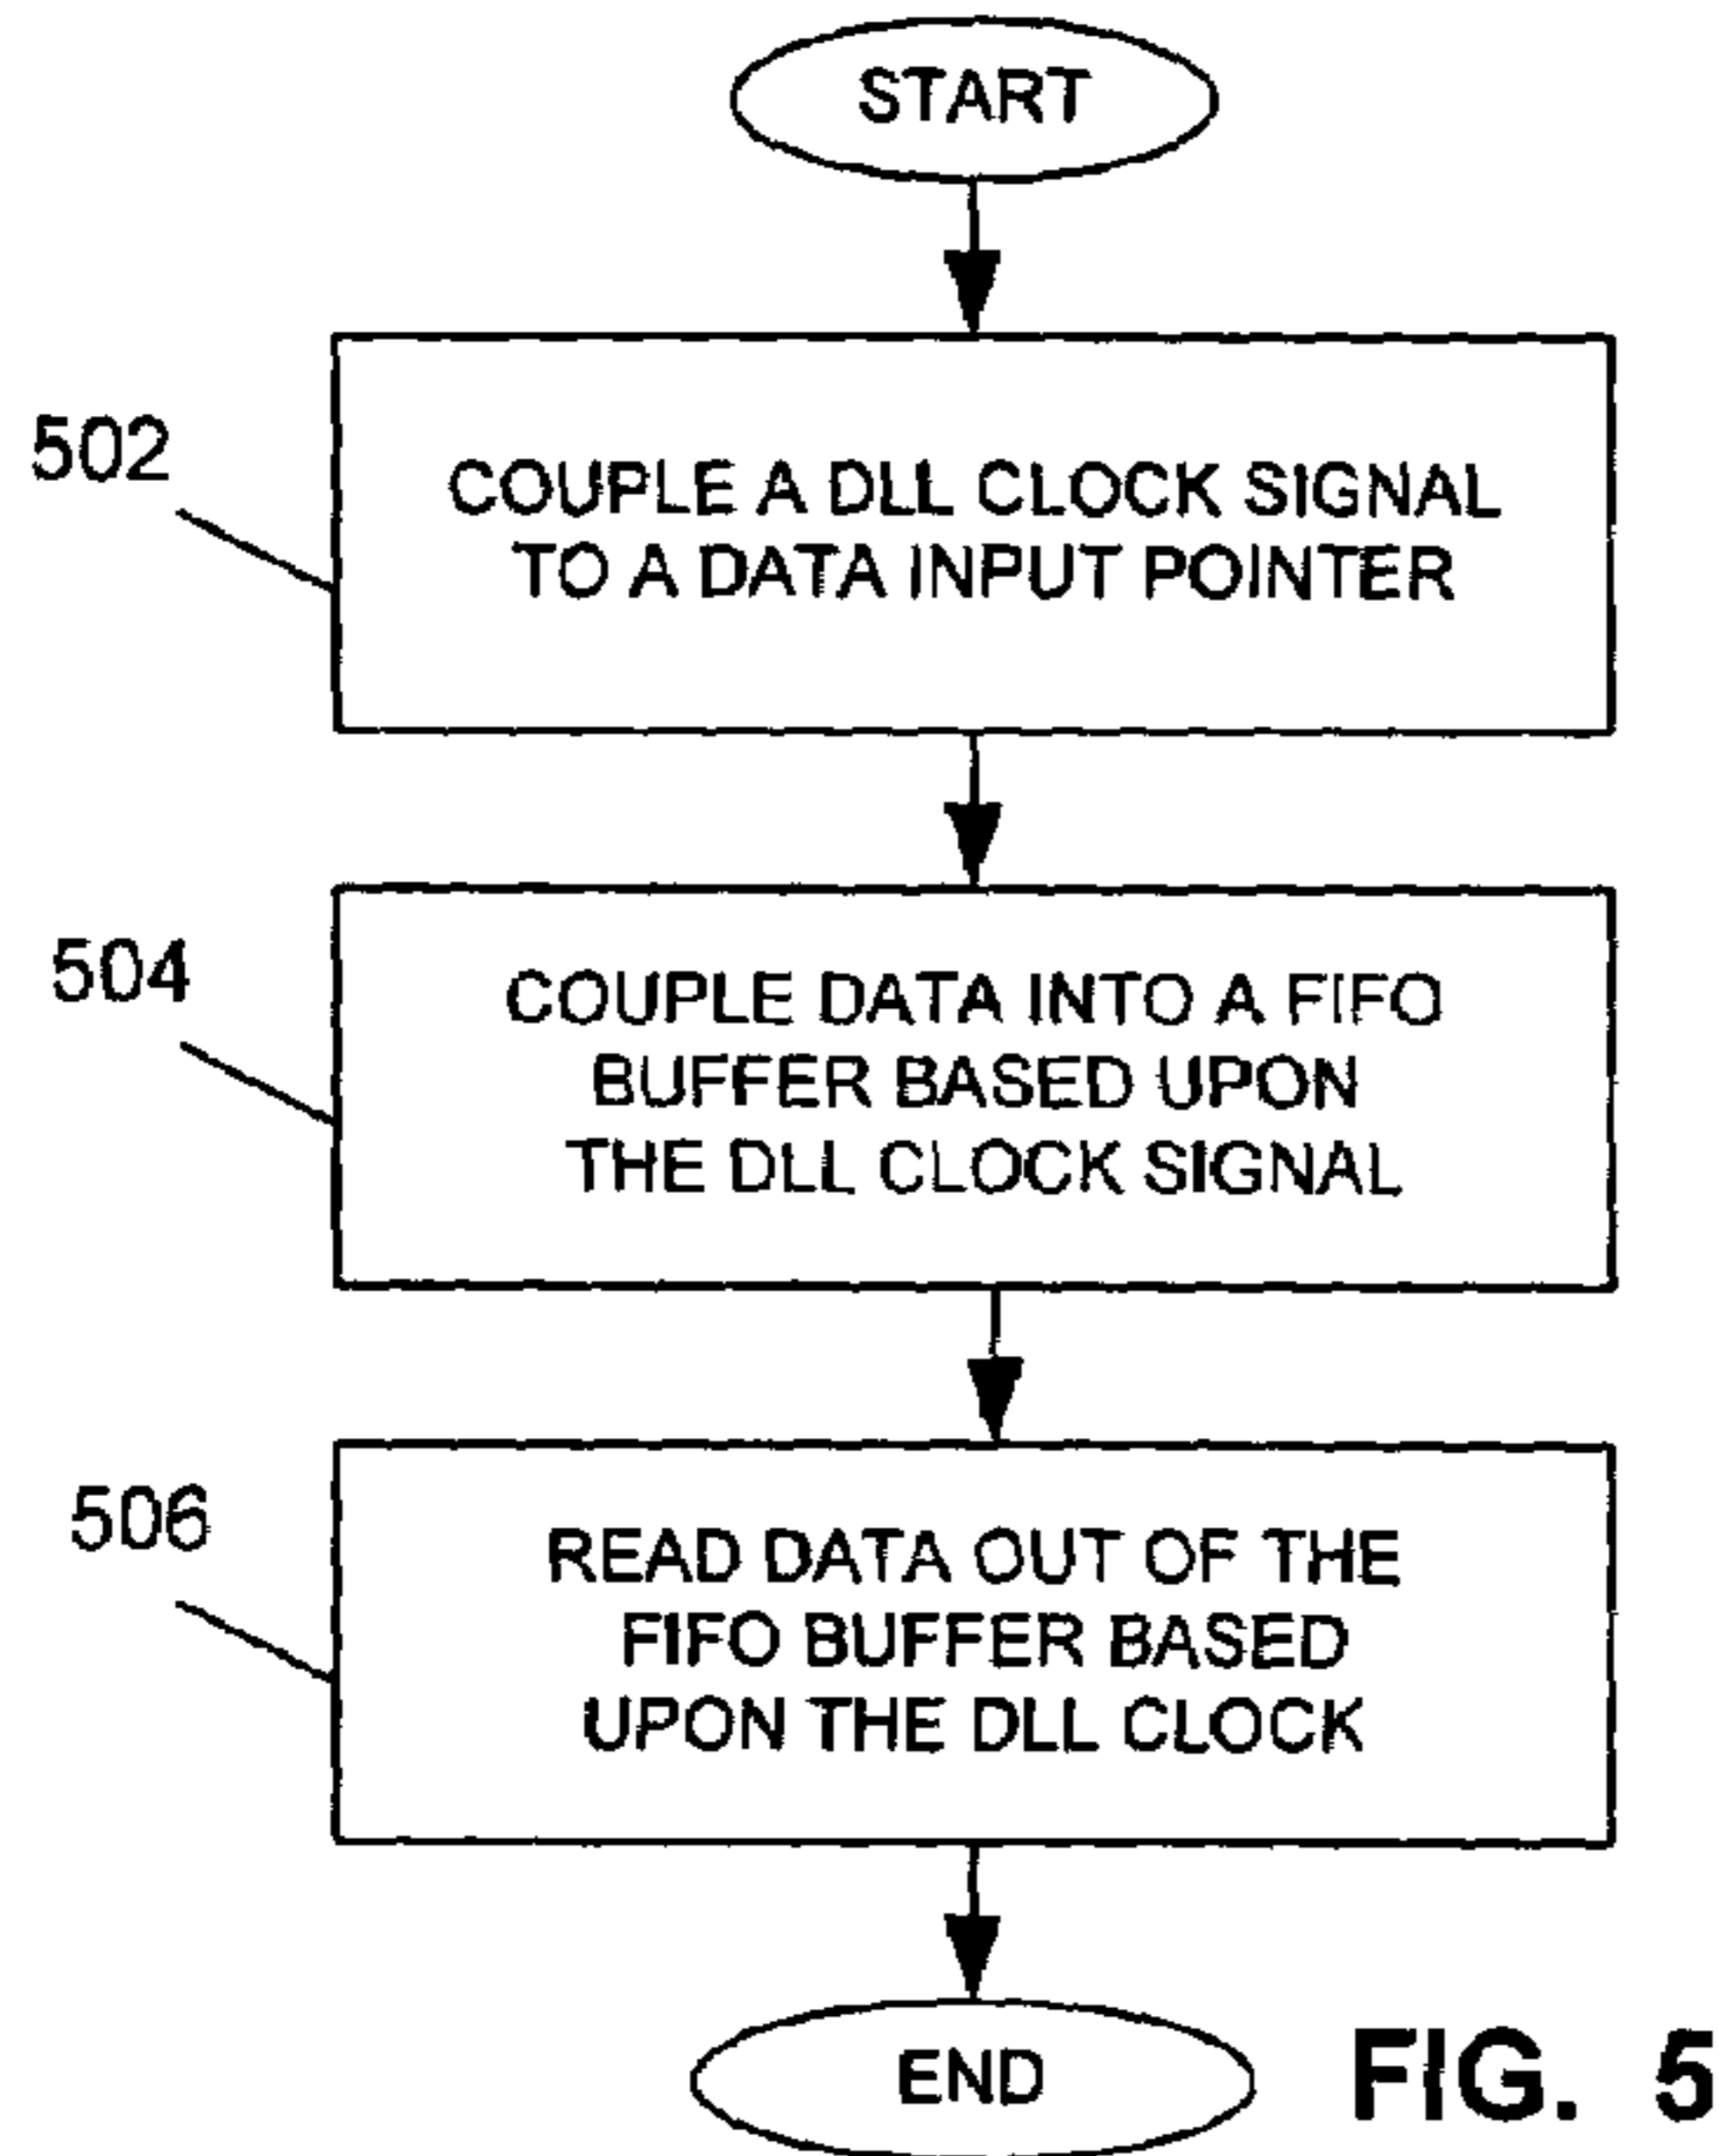 START
502
COUPLE A DLL CLOCK SIGNAL
TO A DATA INPUT POINTER
504
COUPLE DATA INTO A FIFO
BUFFER BASED UPON
THE DLL CLOCK SIGNAL
506
READ DATA OUT OF THE
FIFO BUFFER BASED
UPON THE DLL CLOCK
END
FIG. 5